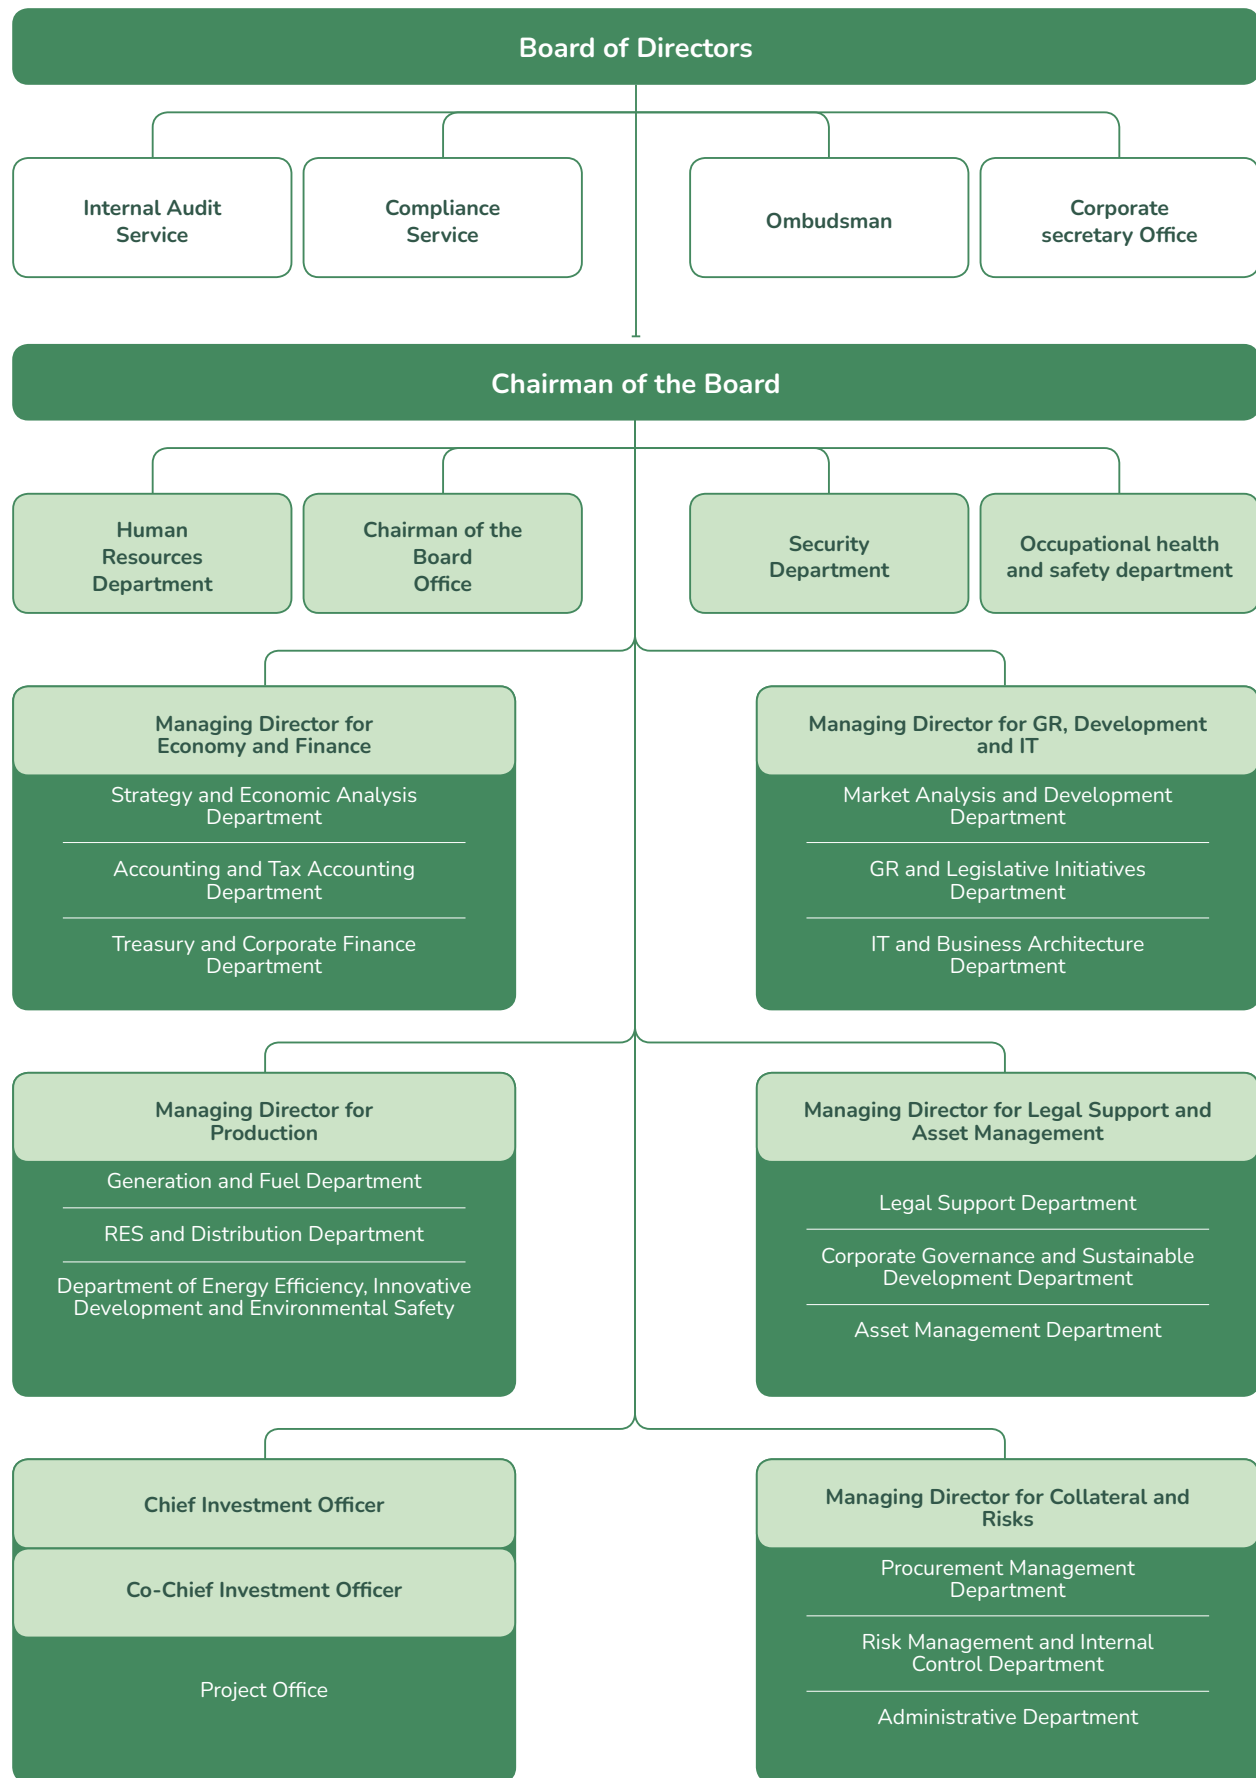 Board of Directors
Internal Audit
Service
Compliance
Service
Ombudsman
Corporate
secretary Office
Chairman of the Board
Human
Resources
Department
Chairman of the
Board
Office
Security
Department
Occupational health
and safety department
Managing Director for
Economy and Finance
Strategy and Economic Analysis
Department
Accounting and Tax Accounting
Department
Treasury and Corporate Finance
Department
Managing Director for GR, Development
and IT
Market Analysis and Development
Department
GR and Legislative Initiatives
Department
IT and Business Architecture
Department
Managing Director for
Production
Generation and Fuel Department
RES and Distribution Department
Department of Energy Efficiency, Innovative
Development and Environmental Safety
Managing Director for Legal Support and
Asset Management
Legal Support Department
Corporate Governance and Sustainable
Development Department
Asset Management Department
Chief Investment Officer
Co-Chief Investment Officer
Project Office
Managing Director for Collateral and
Risks
Procurement Management
Department
Risk Management and Internal
Control Department
Administrative Department